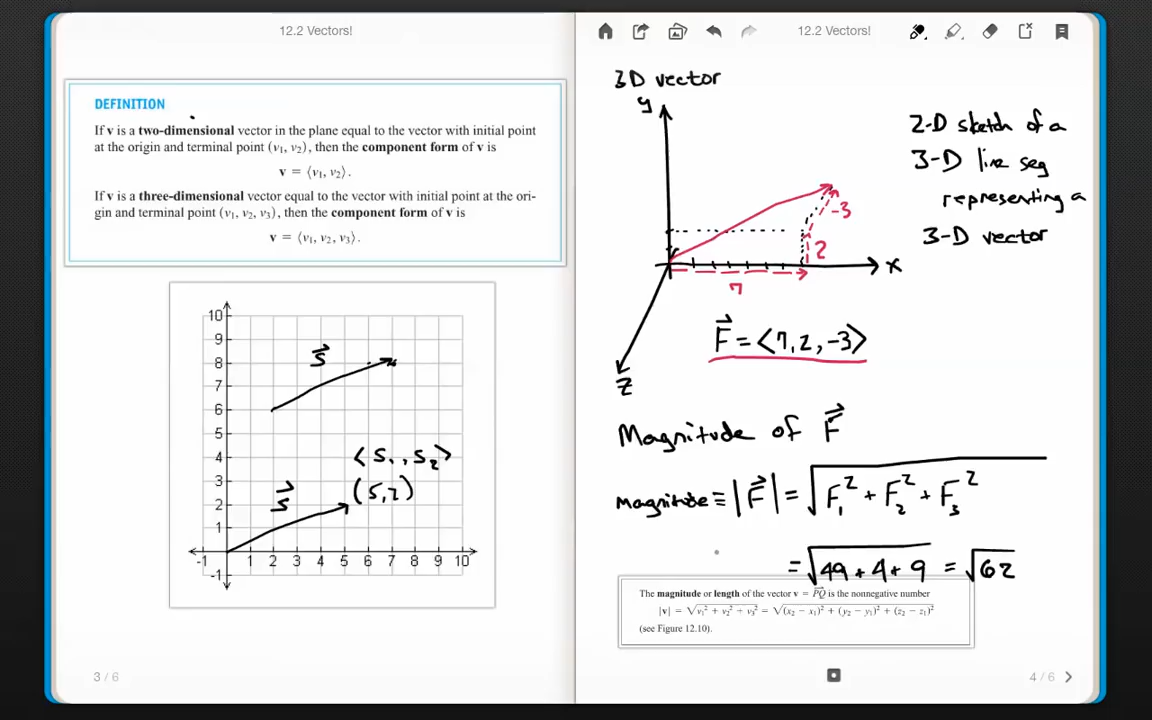 12.2 Vectors!
DEFINITION
If v is a two-dimensional vector in the plane equal to the vector with initial point
at the origin and terminal point (v₁, v₂), then the component form of v is
v = ⟨v₁, v₂⟩.
If v is a three-dimensional vector equal to the vector with initial point at the ori-
gin and terminal point (v₁, v₂, v₃), then the component form of v is
v = ⟨v₁, v₂, v₃⟩.
10
9
8
7
6
5
4
3
2
1
-1
-1 1 2 3 4 5 6 7 8 9 10
S⃗
<S₁, S₂>
(5,2)
S⃗
3 / 6
12.2 Vectors!
3D vector
y
2-D sketch of a
3-D line seg
representing a
3-D vector
-3
2
7
x
z
F⃗ = <7, 2, -3>
Magnitude of F⃗
magnitude ≡ |F⃗| = √F₁² + F₂² + F₃²
= √49 + 4 + 9 = √62
The magnitude or length of the vector v = PQ⃗ is the nonnegative number
|v| = √v₁² + v₂² + v₃² = √(x₂ − x₁)² + (y₂ − y₁)² + (z₂ − z₁)²
(see Figure 12.10).
4 / 6